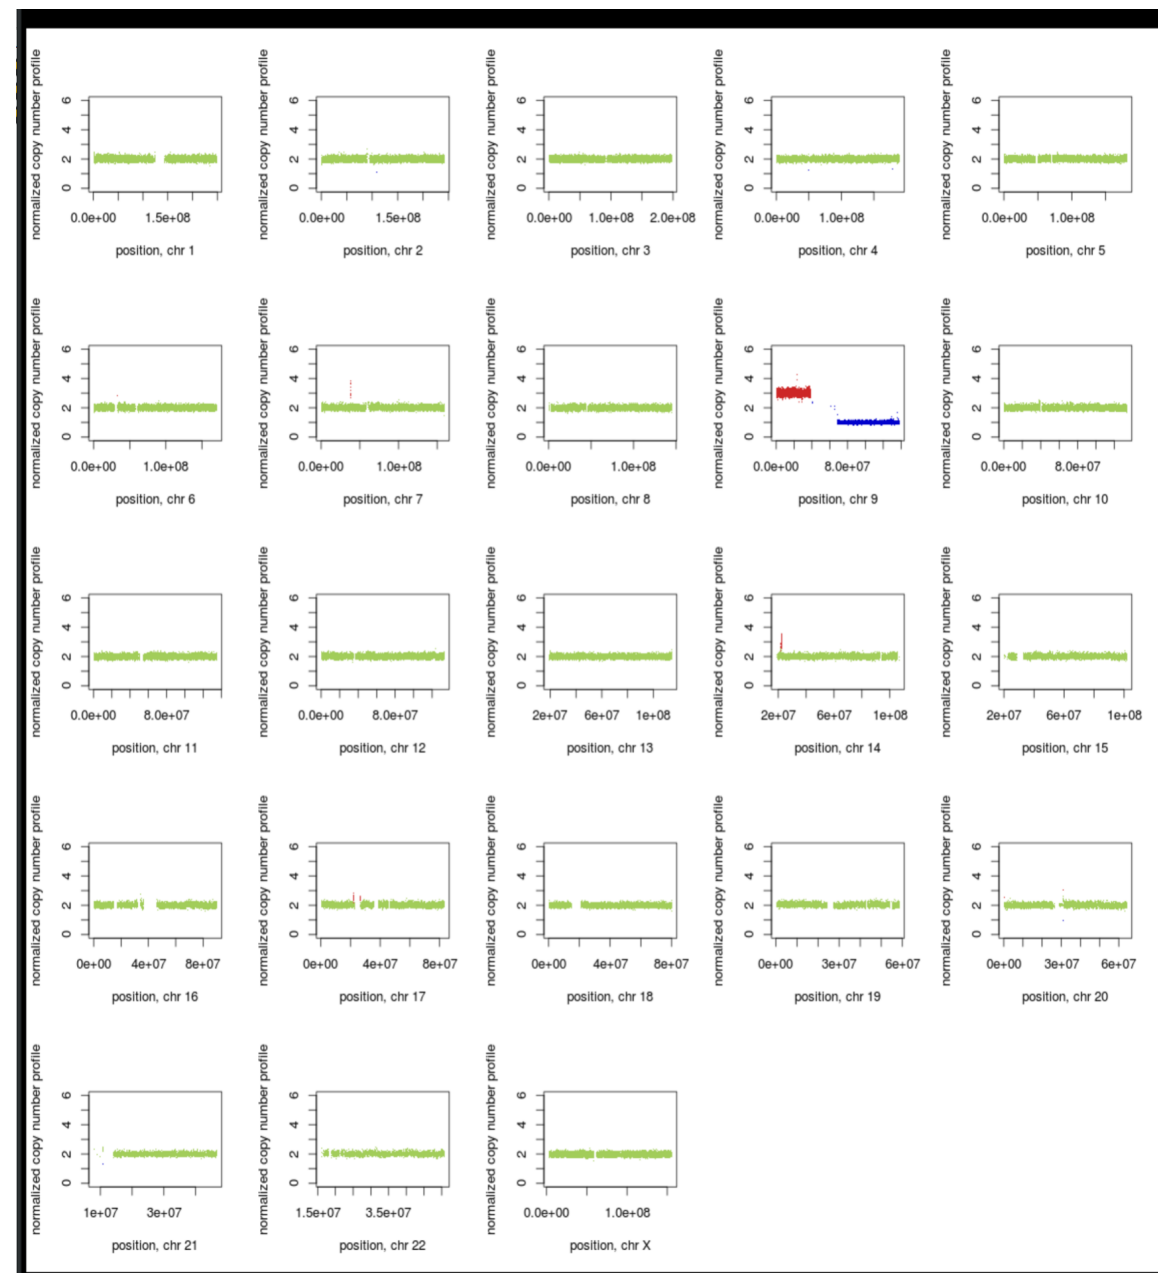 normalized copy number profile
6
4
2
0
0.0e+00 1.5e+08
position, chr 1
normalized copy number profile
6
4
2
0
0.0e+00 1.5e+08
position, chr 2
normalized copy number profile
6
4
2
0
0.0e+00 1.0e+08 2.0e+08
position, chr 3
normalized copy number profile
6
4
2
0
0.0e+00 1.0e+08
position, chr 4
normalized copy number profile
6
4
2
0
0.0e+00 1.0e+08
position, chr 5
normalized copy number profile
6
4
2
0
0.0e+00 1.0e+08
position, chr 6
normalized copy number profile
6
4
2
0
0.0e+00 1.0e+08
position, chr 7
normalized copy number profile
6
4
2
0
0.0e+00 1.0e+08
position, chr 8
normalized copy number profile
6
4
2
0
0.0e+00 8.0e+07
position, chr 9
normalized copy number profile
6
4
2
0
0.0e+00 8.0e+07
position, chr 10
normalized copy number profile
6
4
2
0
0.0e+00 8.0e+07
position, chr 11
normalized copy number profile
6
4
2
0
0.0e+00 8.0e+07
position, chr 12
normalized copy number profile
6
4
2
0
2e+07 6e+07 1e+08
position, chr 13
normalized copy number profile
6
4
2
0
2e+07 6e+07 1e+08
position, chr 14
normalized copy number profile
6
4
2
0
2e+07 6e+07 1e+08
position, chr 15
normalized copy number profile
6
4
2
0
0e+00 4e+07 8e+07
position, chr 16
normalized copy number profile
6
4
2
0
0e+00 4e+07 8e+07
position, chr 17
normalized copy number profile
6
4
2
0
0e+00 4e+07 8e+07
position, chr 18
normalized copy number profile
6
4
2
0
0e+00 3e+07 6e+07
position, chr 19
normalized copy number profile
6
4
2
0
0e+00 3e+07 6e+07
position, chr 20
normalized copy number profile
6
4
2
0
1e+07 3e+07
position, chr 21
normalized copy number profile
6
4
2
0
1.5e+07 3.5e+07
position, chr 22
normalized copy number profile
6
4
2
0
0.0e+00 1.0e+08
position, chr X